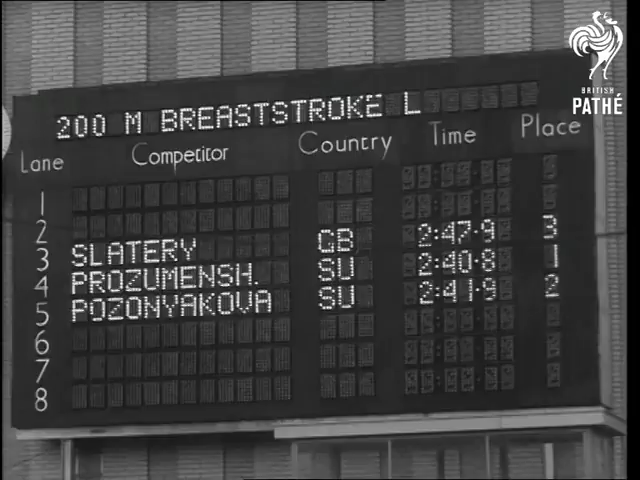 BRITISH
PATHÉ
200 M BREASTSTROKE L
Lane Competitor Country Time Place
1
2
3 SLATERY GB 2:47.9 3
4 PROZUMENSH. SU 2:40.8 1
5 POZONYAKOVA SU 2:41.9 2
6
7
8